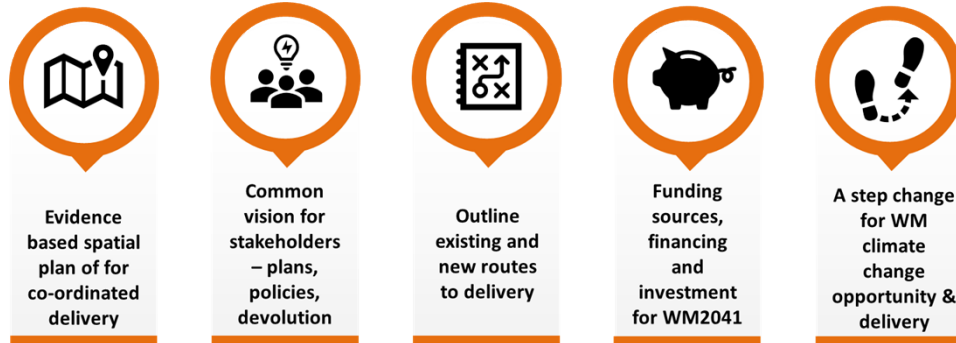 Evidence
based spatial
plan of for
co-ordinated
delivery
Common
vision for
stakeholders
– plans,
policies,
devolution
Outline
existing and
new routes
to delivery
Funding
sources,
financing
and
investment
for WM2041
A step change
for WM
climate
change
opportunity &
delivery